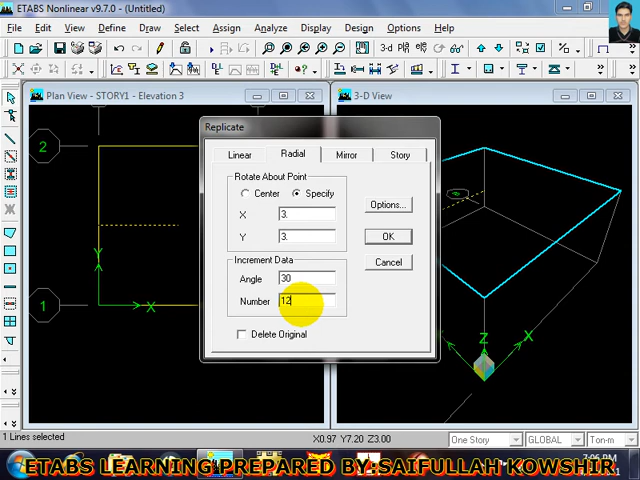 ETABS Nonlinear v9.7.0 - (Untitled)
File Edit View Define Draw Select Assign Analyze Display Design Options Help
3-d
Plan View - STORY1 - Elevation 3
3-D View
2
1
Y
X
Z
Y
X
Replicate
Linear Radial Mirror Story
Rotate About Point
Center Specify
X 3.
Y 3.
Increment Data
Angle 30
Number 12
Delete Original
Options...
OK
Cancel
1 Lines selected
X0.97 Y7.20 Z3.00
One Story GLOBAL Ton-m
ETABS LEARNING PREPARED BY:SAIFULLAH KOWSHIR